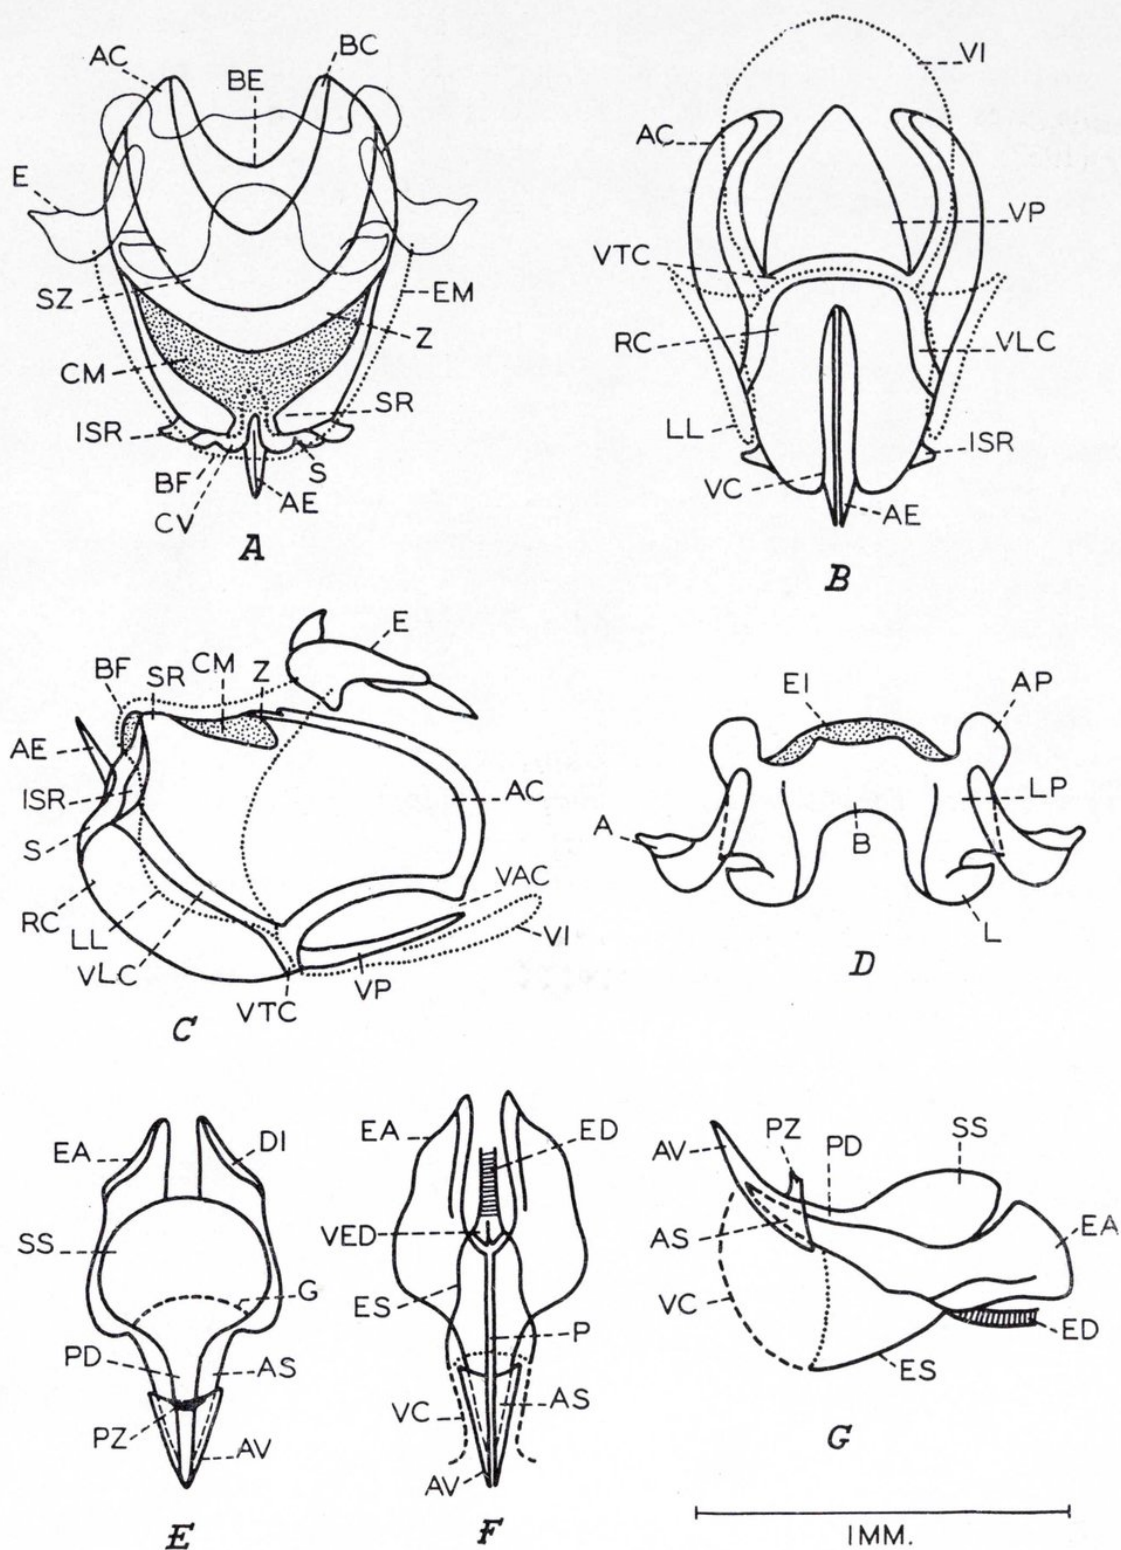 AC
BE
BC
E
SZ
EM
Z
CM
SR
ISR
S
BF
AE
CV
A
VI
AC
VP
VTC
RC
VLC
LL
ISR
VC
AE
B
E
BF
SR
CM
Z
AE
ISR
AC
S
RC
LL
VLC
VAC
VI
VP
VTC
C
EI
AP
LP
A
B
L
D
EA
DI
SS
G
PD
AS
PZ
AV
E
EA
ED
VED
ES
P
VC
AS
AV
F
AV
PZ
PD
SS
AS
EA
VC
ED
ES
G
1MM.